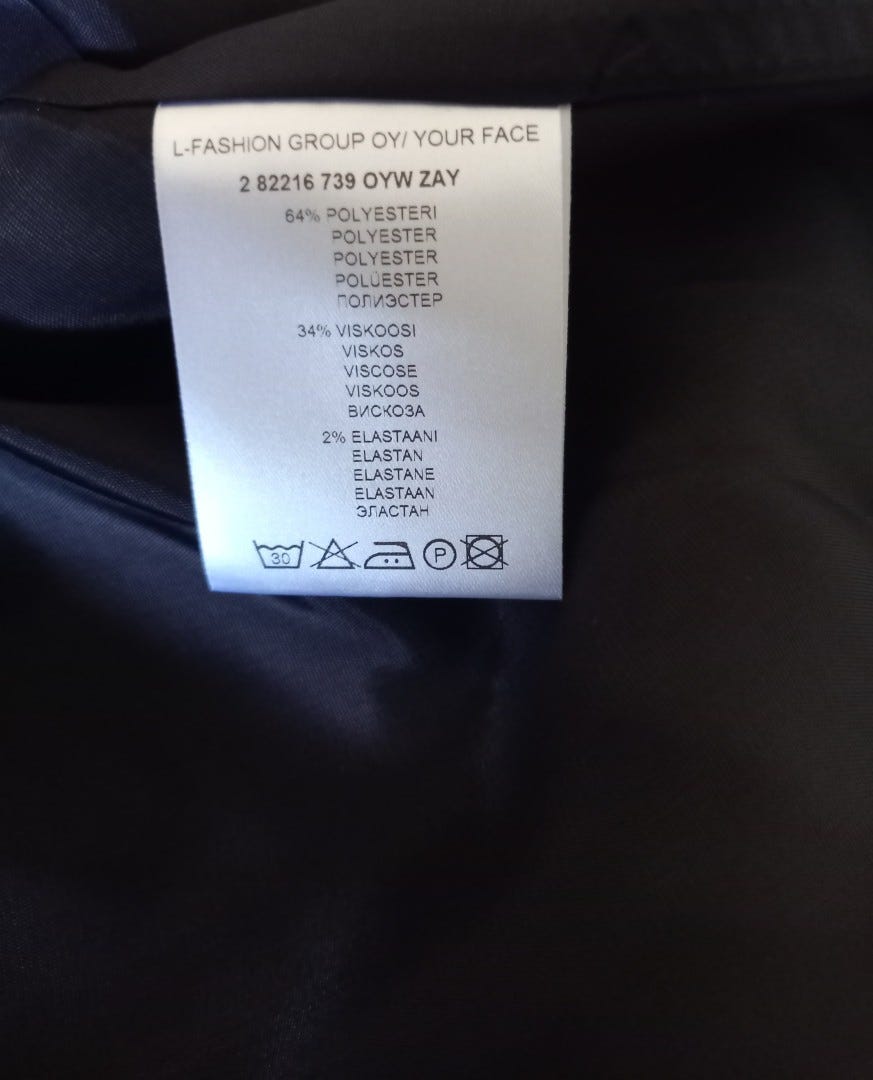 L-FASHION GROUP OY/ YOUR FACE
2 82216 739 OYW ZAY
64% POLYESTERI
POLYESTER
POLYESTER
POLÜESTER
ПОЛИЭСТЕР
34% VISKOOSI
VISKOS
VISCOSE
VISKOOS
ВИСКОЗА
2% ELASTAANI
ELASTAN
ELASTANE
ELASTAAN
ЭЛАСТАН
30 P